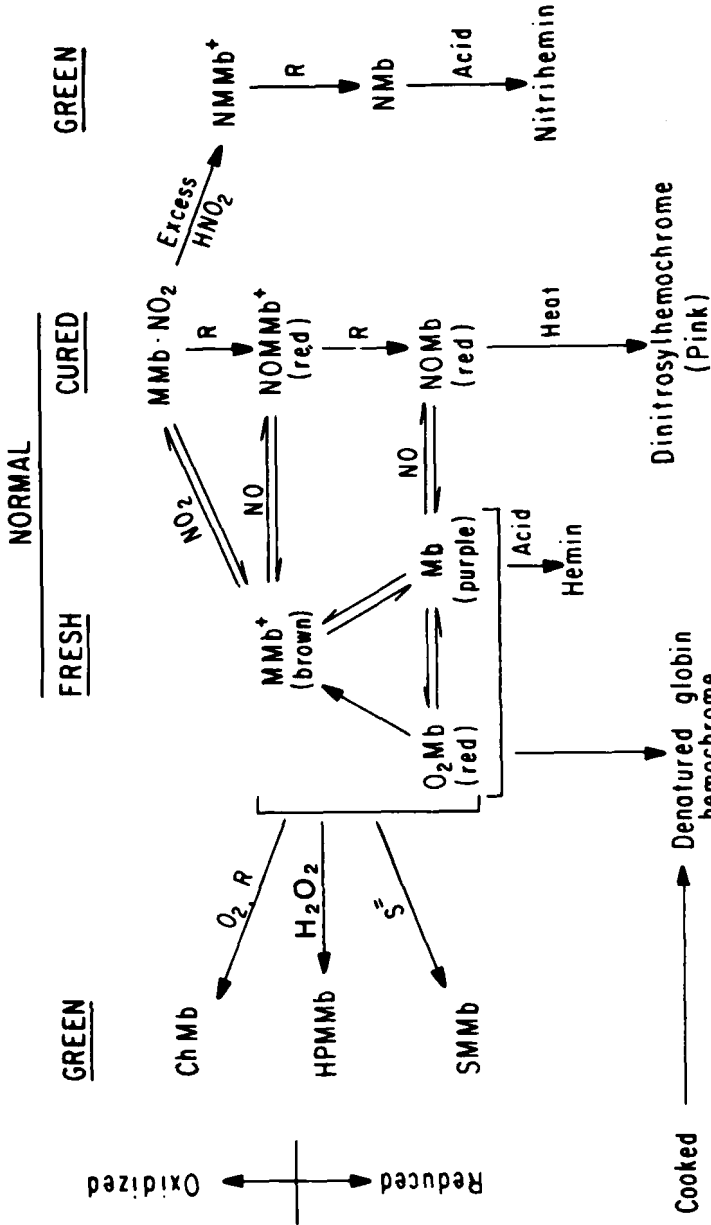 NORMAL
GREEN
FRESH
CURED
GREEN
Oxidized
Reduced
ChMb
HPMMb
SMMb
O₂, R
H₂O₂
S⁼
MMb⁺
(brown)
O₂Mb
(red)
Mb
(purple)
NO₂
NO
NO
MMb·NO₂
R
NOMMb⁺
(red)
R
NOMb
(red)
Heat
Dinitrosylhemochrome
(Pink)
Excess
HNO₂
NMMb⁺
R
NMb
Acid
Nitrihemin
Acid
Hemin
Cooked
Denatured globin
hemochrome